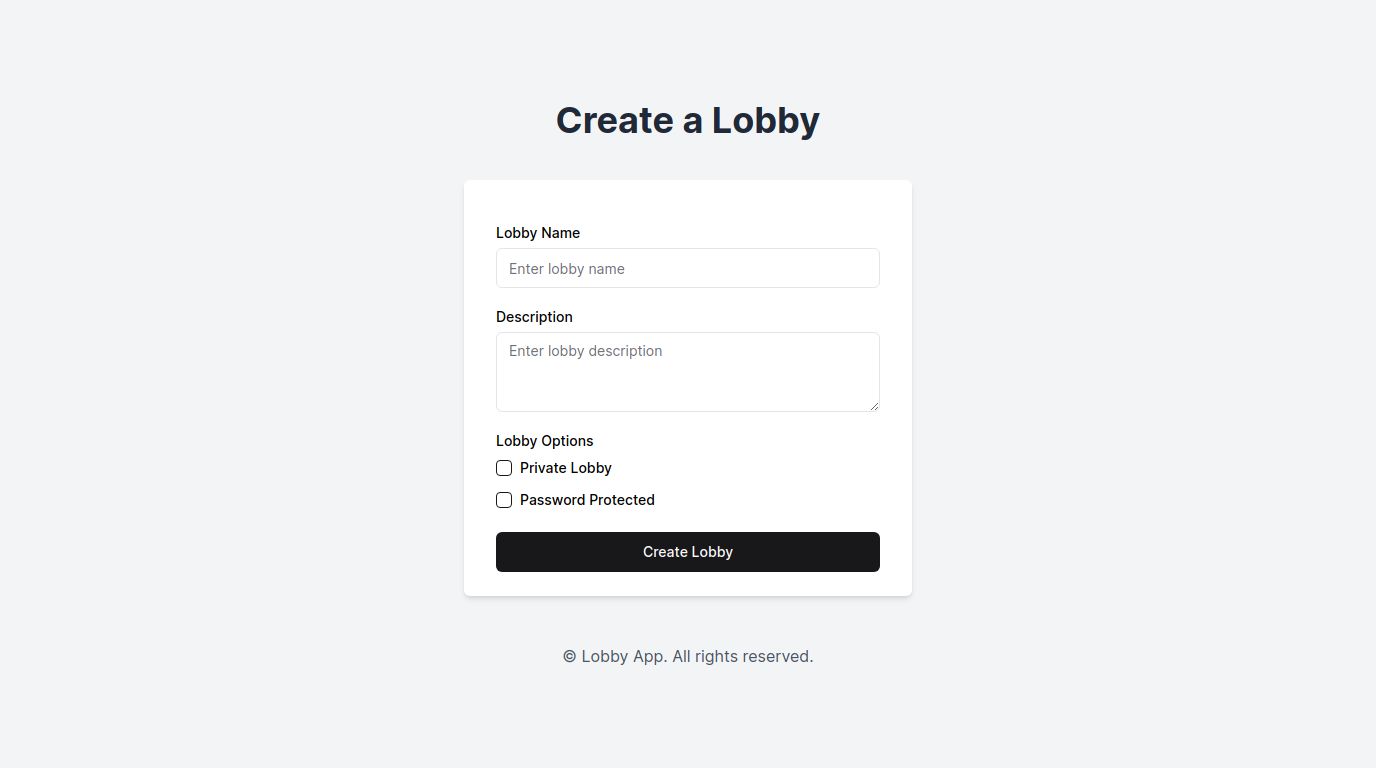 Create a Lobby
Lobby Name
Enter lobby name
Description
Enter lobby description
Lobby Options
Private Lobby
Password Protected
Create Lobby
© Lobby App. All rights reserved.